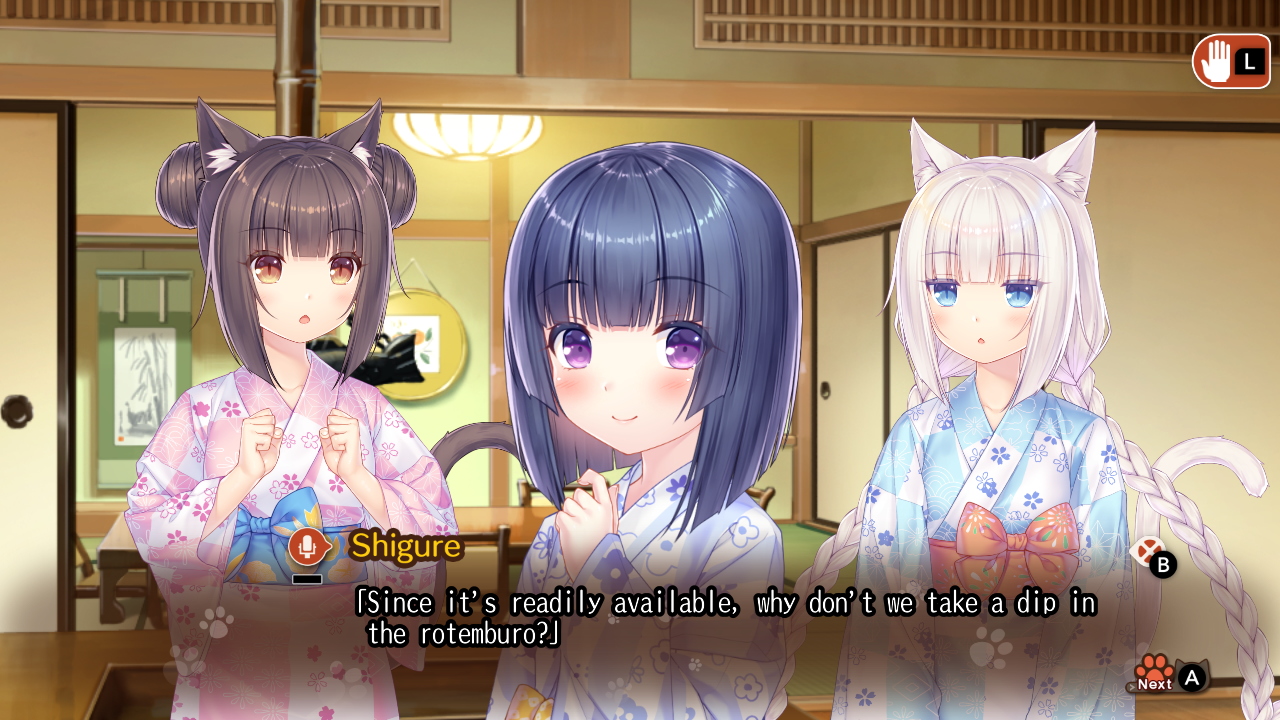 L
Shigure
「Since it's readily available, why don't we take a dip in
the rotemburo?」
B
Next A